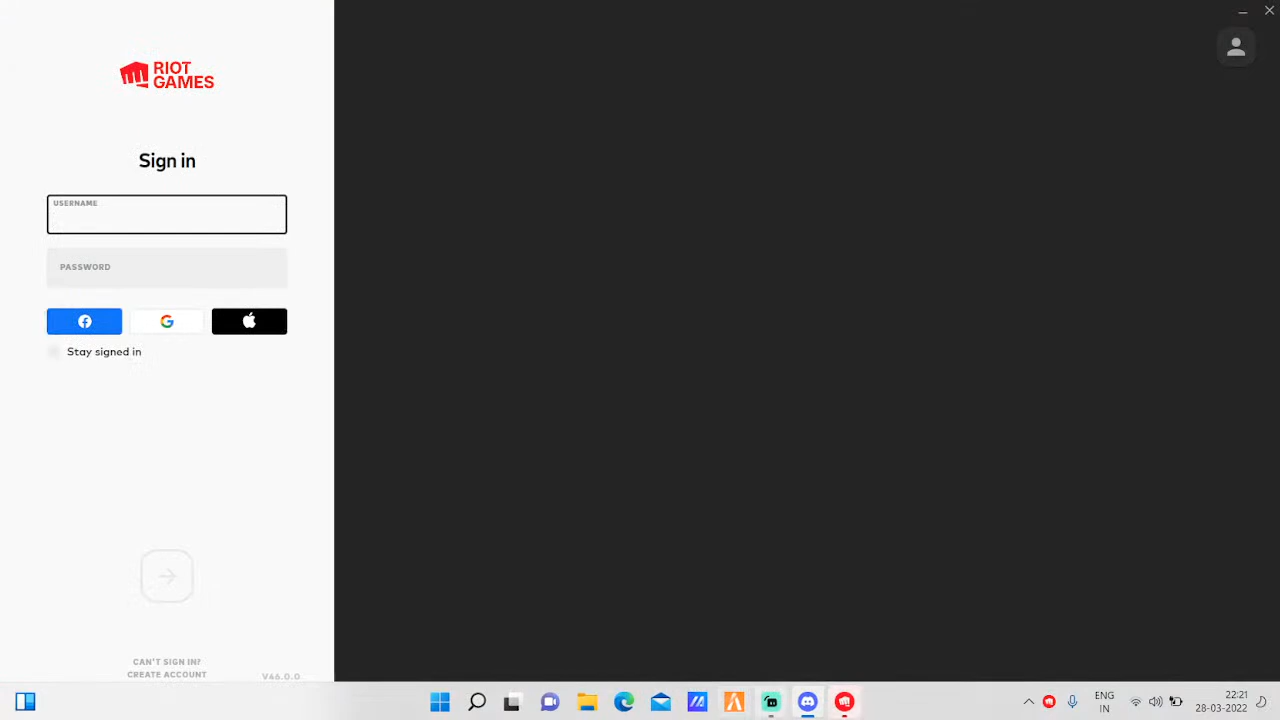 RIOT
GAMES
Sign in
USERNAME
PASSWORD
Stay signed in
CAN'T SIGN IN?
CREATE ACCOUNT
V46.0.0
ENG
IN
22:21
28-03-2022